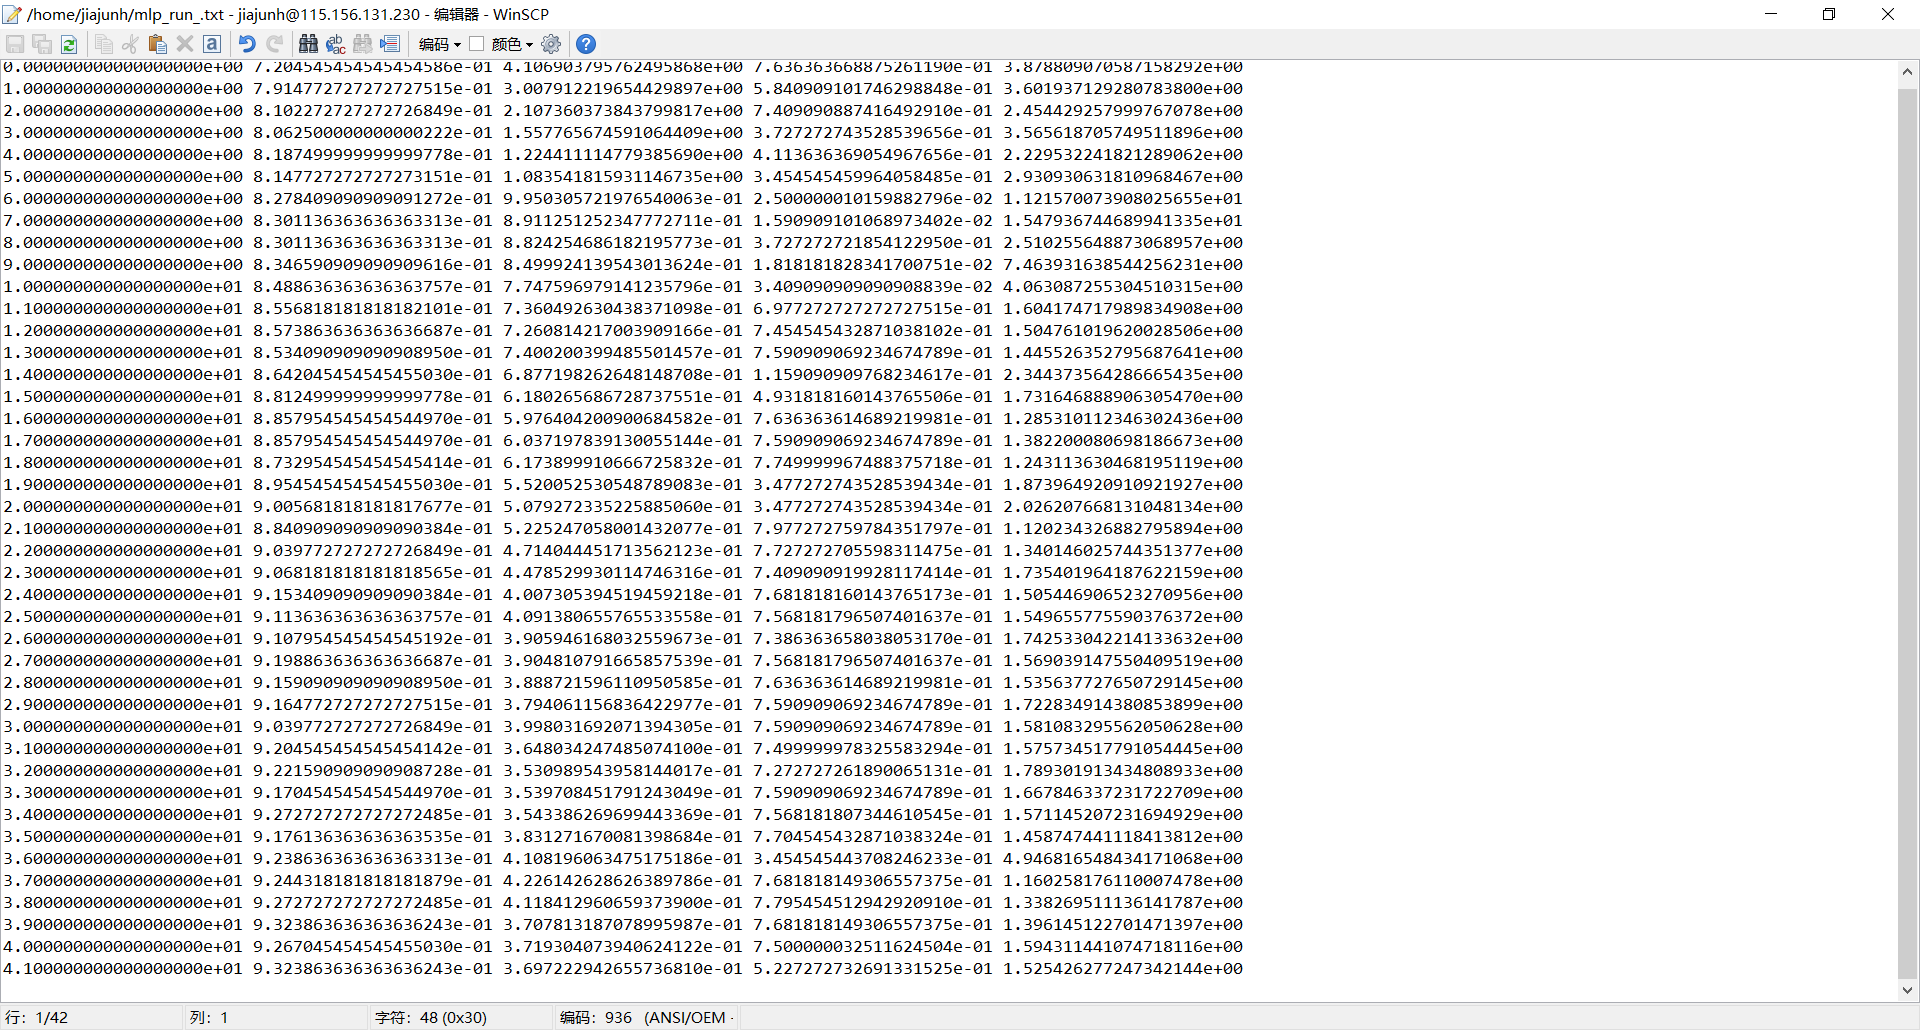 /home/jiajunh/mlp_run_.txt - jiajunh@115.156.131.230 - 编辑器 - WinSCP
编码 颜色
0.000000000000000000e+00 7.204545454545454586e-01 4.106903795762495868e+00 7.636363668875261190e-01 3.878809070587158292e+00
1.000000000000000000e+00 7.914772727272727515e-01 3.007912219654429897e+00 5.840909101746298848e-01 3.601937129280783800e+00
2.000000000000000000e+00 8.102272727272726849e-01 2.107360373843799817e+00 7.409090887416492910e-01 2.454429257999767078e+00
3.000000000000000000e+00 8.062500000000000222e-01 1.557765674591064409e+00 3.727272743528539656e-01 3.565618705749511896e+00
4.000000000000000000e+00 8.187499999999999778e-01 1.224411114779385690e+00 4.113636369054967656e-01 2.229532241821289062e+00
5.000000000000000000e+00 8.147727272727273151e-01 1.083541815931146735e+00 3.454545459964058485e-01 2.930930631810968467e+00
6.000000000000000000e+00 8.278409090909091272e-01 9.950305721976540063e-01 2.500000010159882796e-02 1.121570073908025655e+01
7.000000000000000000e+00 8.301136363636363313e-01 8.911251252347772711e-01 1.590909101068973402e-02 1.547936744689941335e+01
8.000000000000000000e+00 8.301136363636363313e-01 8.824254686182195773e-01 3.727272721854122950e-01 2.510255648873068957e+00
9.000000000000000000e+00 8.346590909090909616e-01 8.499924139543013624e-01 1.818181828341700751e-02 7.463931638544256231e+00
1.000000000000000000e+01 8.488636363636363757e-01 7.747596979141235796e-01 3.409090909090908839e-02 4.063087255304510315e+00
1.100000000000000000e+01 8.556818181818182101e-01 7.360492630438371098e-01 6.977272727272727515e-01 1.604174717989834908e+00
1.200000000000000000e+01 8.573863636363636687e-01 7.260814217003909166e-01 7.454545432871038102e-01 1.504761019620028506e+00
1.300000000000000000e+01 8.534090909090908950e-01 7.400200399485501457e-01 7.590909069234674789e-01 1.445526352795687641e+00
1.400000000000000000e+01 8.642045454545455030e-01 6.877198262648148708e-01 1.159090909768234617e-01 2.344373564286665435e+00
1.500000000000000000e+01 8.812499999999999778e-01 6.180265686728737551e-01 4.931818160143765506e-01 1.731646888906305470e+00
1.600000000000000000e+01 8.857954545454544970e-01 5.976404200900684582e-01 7.636363614689219981e-01 1.285310112346302436e+00
1.700000000000000000e+01 8.857954545454544970e-01 6.037197839130055144e-01 7.590909069234674789e-01 1.382200080698186673e+00
1.800000000000000000e+01 8.732954545454545414e-01 6.173899910666725832e-01 7.749999967488375718e-01 1.243113630468195119e+00
1.900000000000000000e+01 8.954545454545455030e-01 5.520052530548789083e-01 3.477272743528539434e-01 1.873964920910921927e+00
2.000000000000000000e+01 9.005681818181817677e-01 5.079272335225885060e-01 3.477272743528539434e-01 2.026207668131048134e+00
2.100000000000000000e+01 8.840909090909090384e-01 5.225247058001432077e-01 7.977272759784351797e-01 1.120234326882795894e+00
2.200000000000000000e+01 9.039772727272726849e-01 4.714044451713562123e-01 7.727272705598311475e-01 1.340146025744351377e+00
2.300000000000000000e+01 9.068181818181818565e-01 4.478529930114746316e-01 7.409090919928117414e-01 1.735401964187622159e+00
2.400000000000000000e+01 9.153409090909090384e-01 4.007305394519459218e-01 7.681818160143765173e-01 1.505446906523270956e+00
2.500000000000000000e+01 9.113636363636363757e-01 4.091380655765533558e-01 7.568181796507401637e-01 1.549655775590376372e+00
2.600000000000000000e+01 9.107954545454545192e-01 3.905946168032559673e-01 7.386363658038053170e-01 1.742533042214133632e+00
2.700000000000000000e+01 9.198863636363636687e-01 3.904810791665857539e-01 7.568181796507401637e-01 1.569039147550409519e+00
2.800000000000000000e+01 9.159090909090908950e-01 3.888721596110950585e-01 7.636363614689219981e-01 1.535637727650729145e+00
2.900000000000000000e+01 9.164772727272727515e-01 3.794061156836422977e-01 7.590909069234674789e-01 1.722834914380853899e+00
3.000000000000000000e+01 9.039772727272726849e-01 3.998031692071394305e-01 7.590909069234674789e-01 1.581083295562050628e+00
3.100000000000000000e+01 9.204545454545454142e-01 3.648034247485074100e-01 7.499999978325583294e-01 1.575734517791054445e+00
3.200000000000000000e+01 9.221590909090908728e-01 3.530989543958144017e-01 7.272727261890065131e-01 1.789301913434808933e+00
3.300000000000000000e+01 9.170454545454544970e-01 3.539708451791243049e-01 7.590909069234674789e-01 1.667846337231722709e+00
3.400000000000000000e+01 9.272727272727272485e-01 3.543386269699443369e-01 7.568181807344610545e-01 1.571145207231694929e+00
3.500000000000000000e+01 9.176136363636363535e-01 3.831271670081398684e-01 7.704545432871038324e-01 1.458747441118413812e+00
3.600000000000000000e+01 9.238636363636363313e-01 4.108196063475175186e-01 3.454545443708246233e-01 4.946816548434171068e+00
3.700000000000000000e+01 9.244318181818181879e-01 4.226142628626389786e-01 7.681818149306557375e-01 1.160258176110007478e+00
3.800000000000000000e+01 9.272727272727272485e-01 4.118412960659373900e-01 7.795454512942920910e-01 1.338269511136141787e+00
3.900000000000000000e+01 9.323863636363636243e-01 3.707813187078995987e-01 7.681818149306557375e-01 1.396145122701471397e+00
4.000000000000000000e+01 9.267045454545455030e-01 3.719304073940624122e-01 7.500000032511624504e-01 1.594311441074718116e+00
4.100000000000000000e+01 9.323863636363636243e-01 3.697222942655736810e-01 5.227272732691331525e-01 1.525426277247342144e+00
行: 1/42 列: 1 字符: 48 (0x30) 编码: 936 (ANSI/OEM -